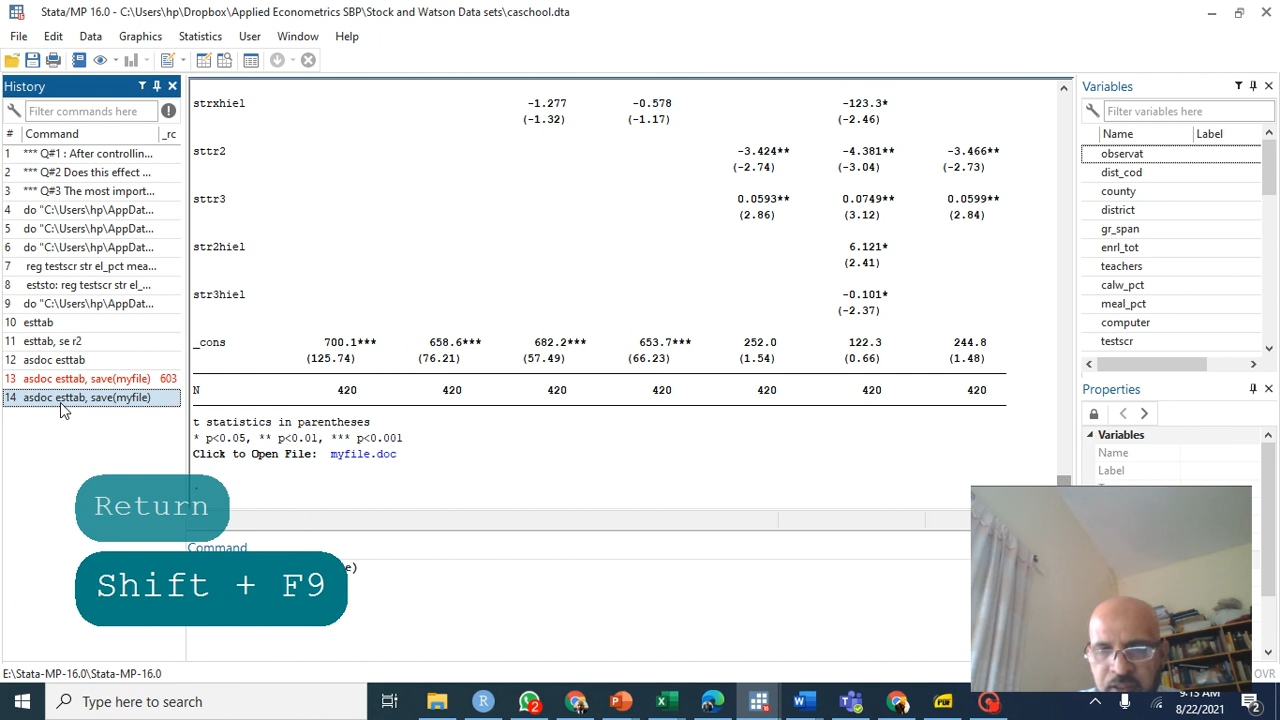 Stata/MP 16.0 - C:\Users\hp\Dropbox\Applied Econometrics SBP\Stock and Watson Data sets\caschool.dta
File Edit Data Graphics Statistics User Window Help
History
Filter commands here
# Command _rc
1 *** Q#1 : After controllin...
2 *** Q#2 Does this effect ...
3 *** Q#3 The most import...
4 do "C:\Users\hp\AppDat...
5 do "C:\Users\hp\AppDat...
6 do "C:\Users\hp\AppDat...
7 reg testscr str el_pct mea...
8 eststo: reg testscr str el_...
9 do "C:\Users\hp\AppDat...
10 esttab
11 esttab, se r2
12 asdoc esttab
13 asdoc esttab, save(myfile) 603
14 asdoc esttab, save(myfile)
strxhiel -1.277 -0.578 -123.3*
(-1.32) (-1.17) (-2.46)
sttr2 -3.424** -4.381** -3.466**
(-2.74) (-3.04) (-2.73)
sttr3 0.0593** 0.0749** 0.0599**
(2.86) (3.12) (2.84)
str2hiel 6.121*
(2.41)
str3hiel -0.101*
(-2.37)
_cons 700.1*** 658.6*** 682.2*** 653.7*** 252.0 122.3 244.8
(125.74) (76.21) (57.49) (66.23) (1.54) (0.66) (1.48)
N 420 420 420 420 420 420 420
t statistics in parentheses
* p<0.05, ** p<0.01, *** p<0.001
Click to Open File: myfile.doc
.
Command
e)
Return
Shift + F9
Variables
Filter variables here
Name Label
observat
dist_cod
county
district
gr_span
enrl_tot
teachers
calw_pct
meal_pct
computer
testscr
Properties
Variables
Name
Label
E:\Stata-MP-16.0\Stata-MP-16.0
OVR
Type here to search
2
9:13 AM
8/22/2021
2